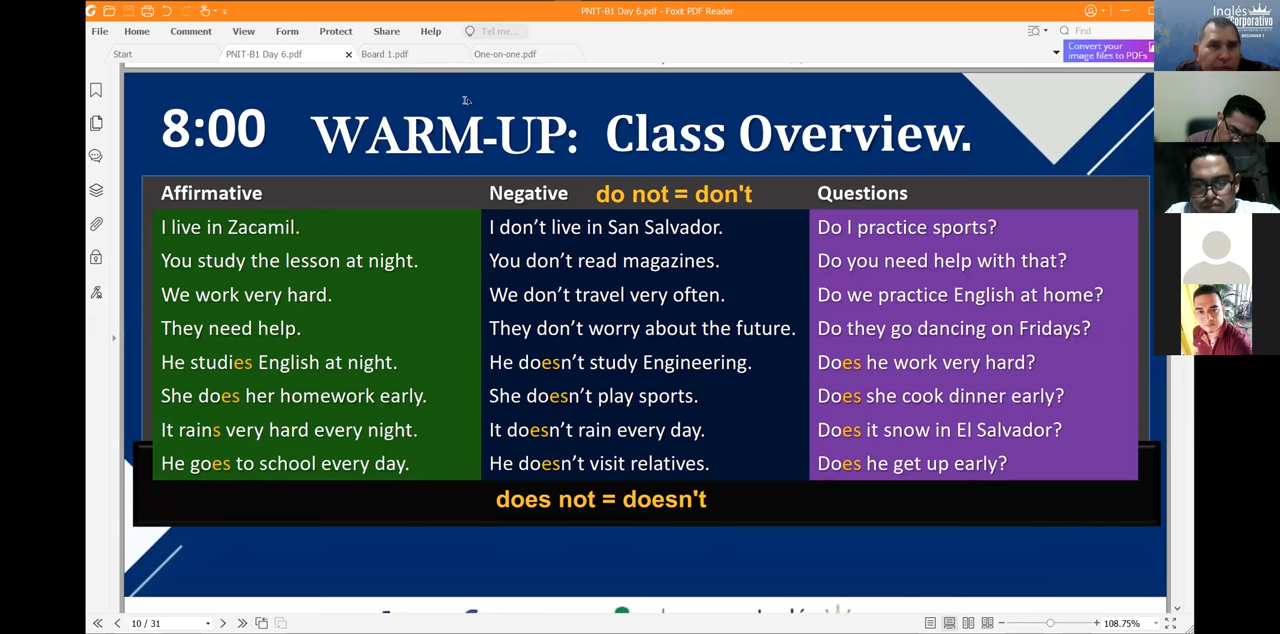 PNIT-B1 Day 6.pdf - Foxit PDF Reader
File Home Comment View Form Protect Share Help Tell me... Find
Start PNIT-B1 Day 6.pdf Board 1.pdf One-on-one.pdf
Convert your
image files to PDFs
Inglés
Corporativo
8:00 WARM-UP: Class Overview.
Affirmative Negative do not = don't Questions
I live in Zacamil. I don't live in San Salvador. Do I practice sports?
You study the lesson at night. You don't read magazines. Do you need help with that?
We work very hard. We don't travel very often. Do we practice English at home?
They need help. They don't worry about the future. Do they go dancing on Fridays?
He studies English at night. He doesn't study Engineering. Does he work very hard?
She does her homework early. She doesn't play sports. Does she cook dinner early?
It rains very hard every night. It doesn't rain every day. Does it snow in El Salvador?
He goes to school every day. He doesn't visit relatives. Does he get up early?
does not = doesn't
10 / 31 108.75%